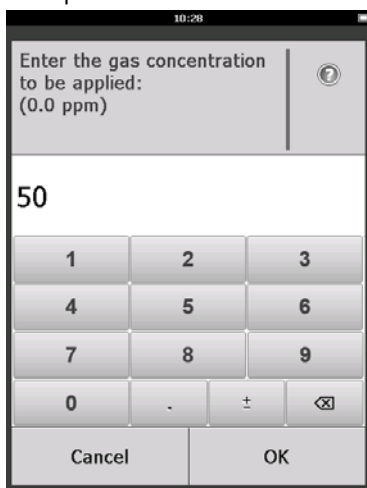 10:28
Enter the gas concentration
to be applied:
(0.0 ppm)
?
50
1 2 3
4 5 6
7 8 9
0 . ±
Cancel OK